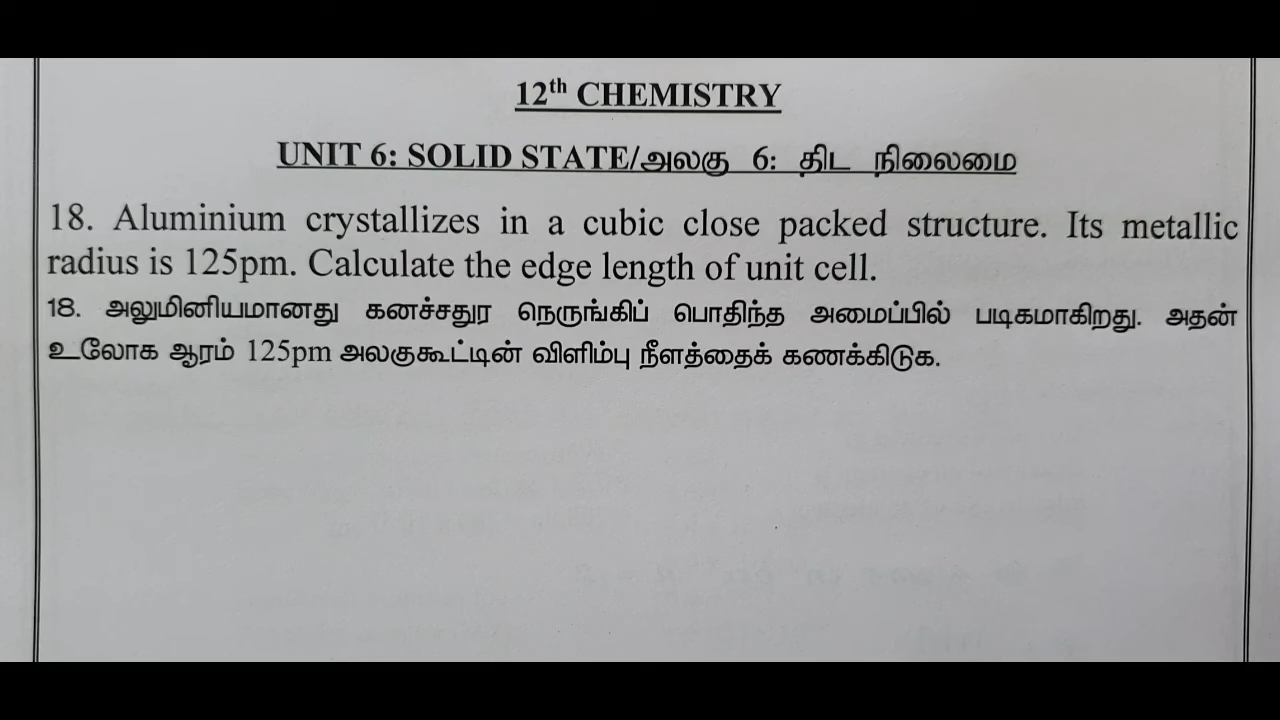 12th CHEMISTRY
UNIT 6: SOLID STATE/அலகு 6: திட நிலைமை
18. Aluminium crystallizes in a cubic close packed structure. Its metallic
radius is 125pm. Calculate the edge length of unit cell.
18. அலுமினியமானது கனச்சதுர நெருங்கிப் பொதிந்த அமைப்பில் படிகமாகிறது. அதன்
உலோக ஆரம் 125pm அலகுகூட்டின் விளிம்பு நீளத்தைக் கணக்கிடுக.